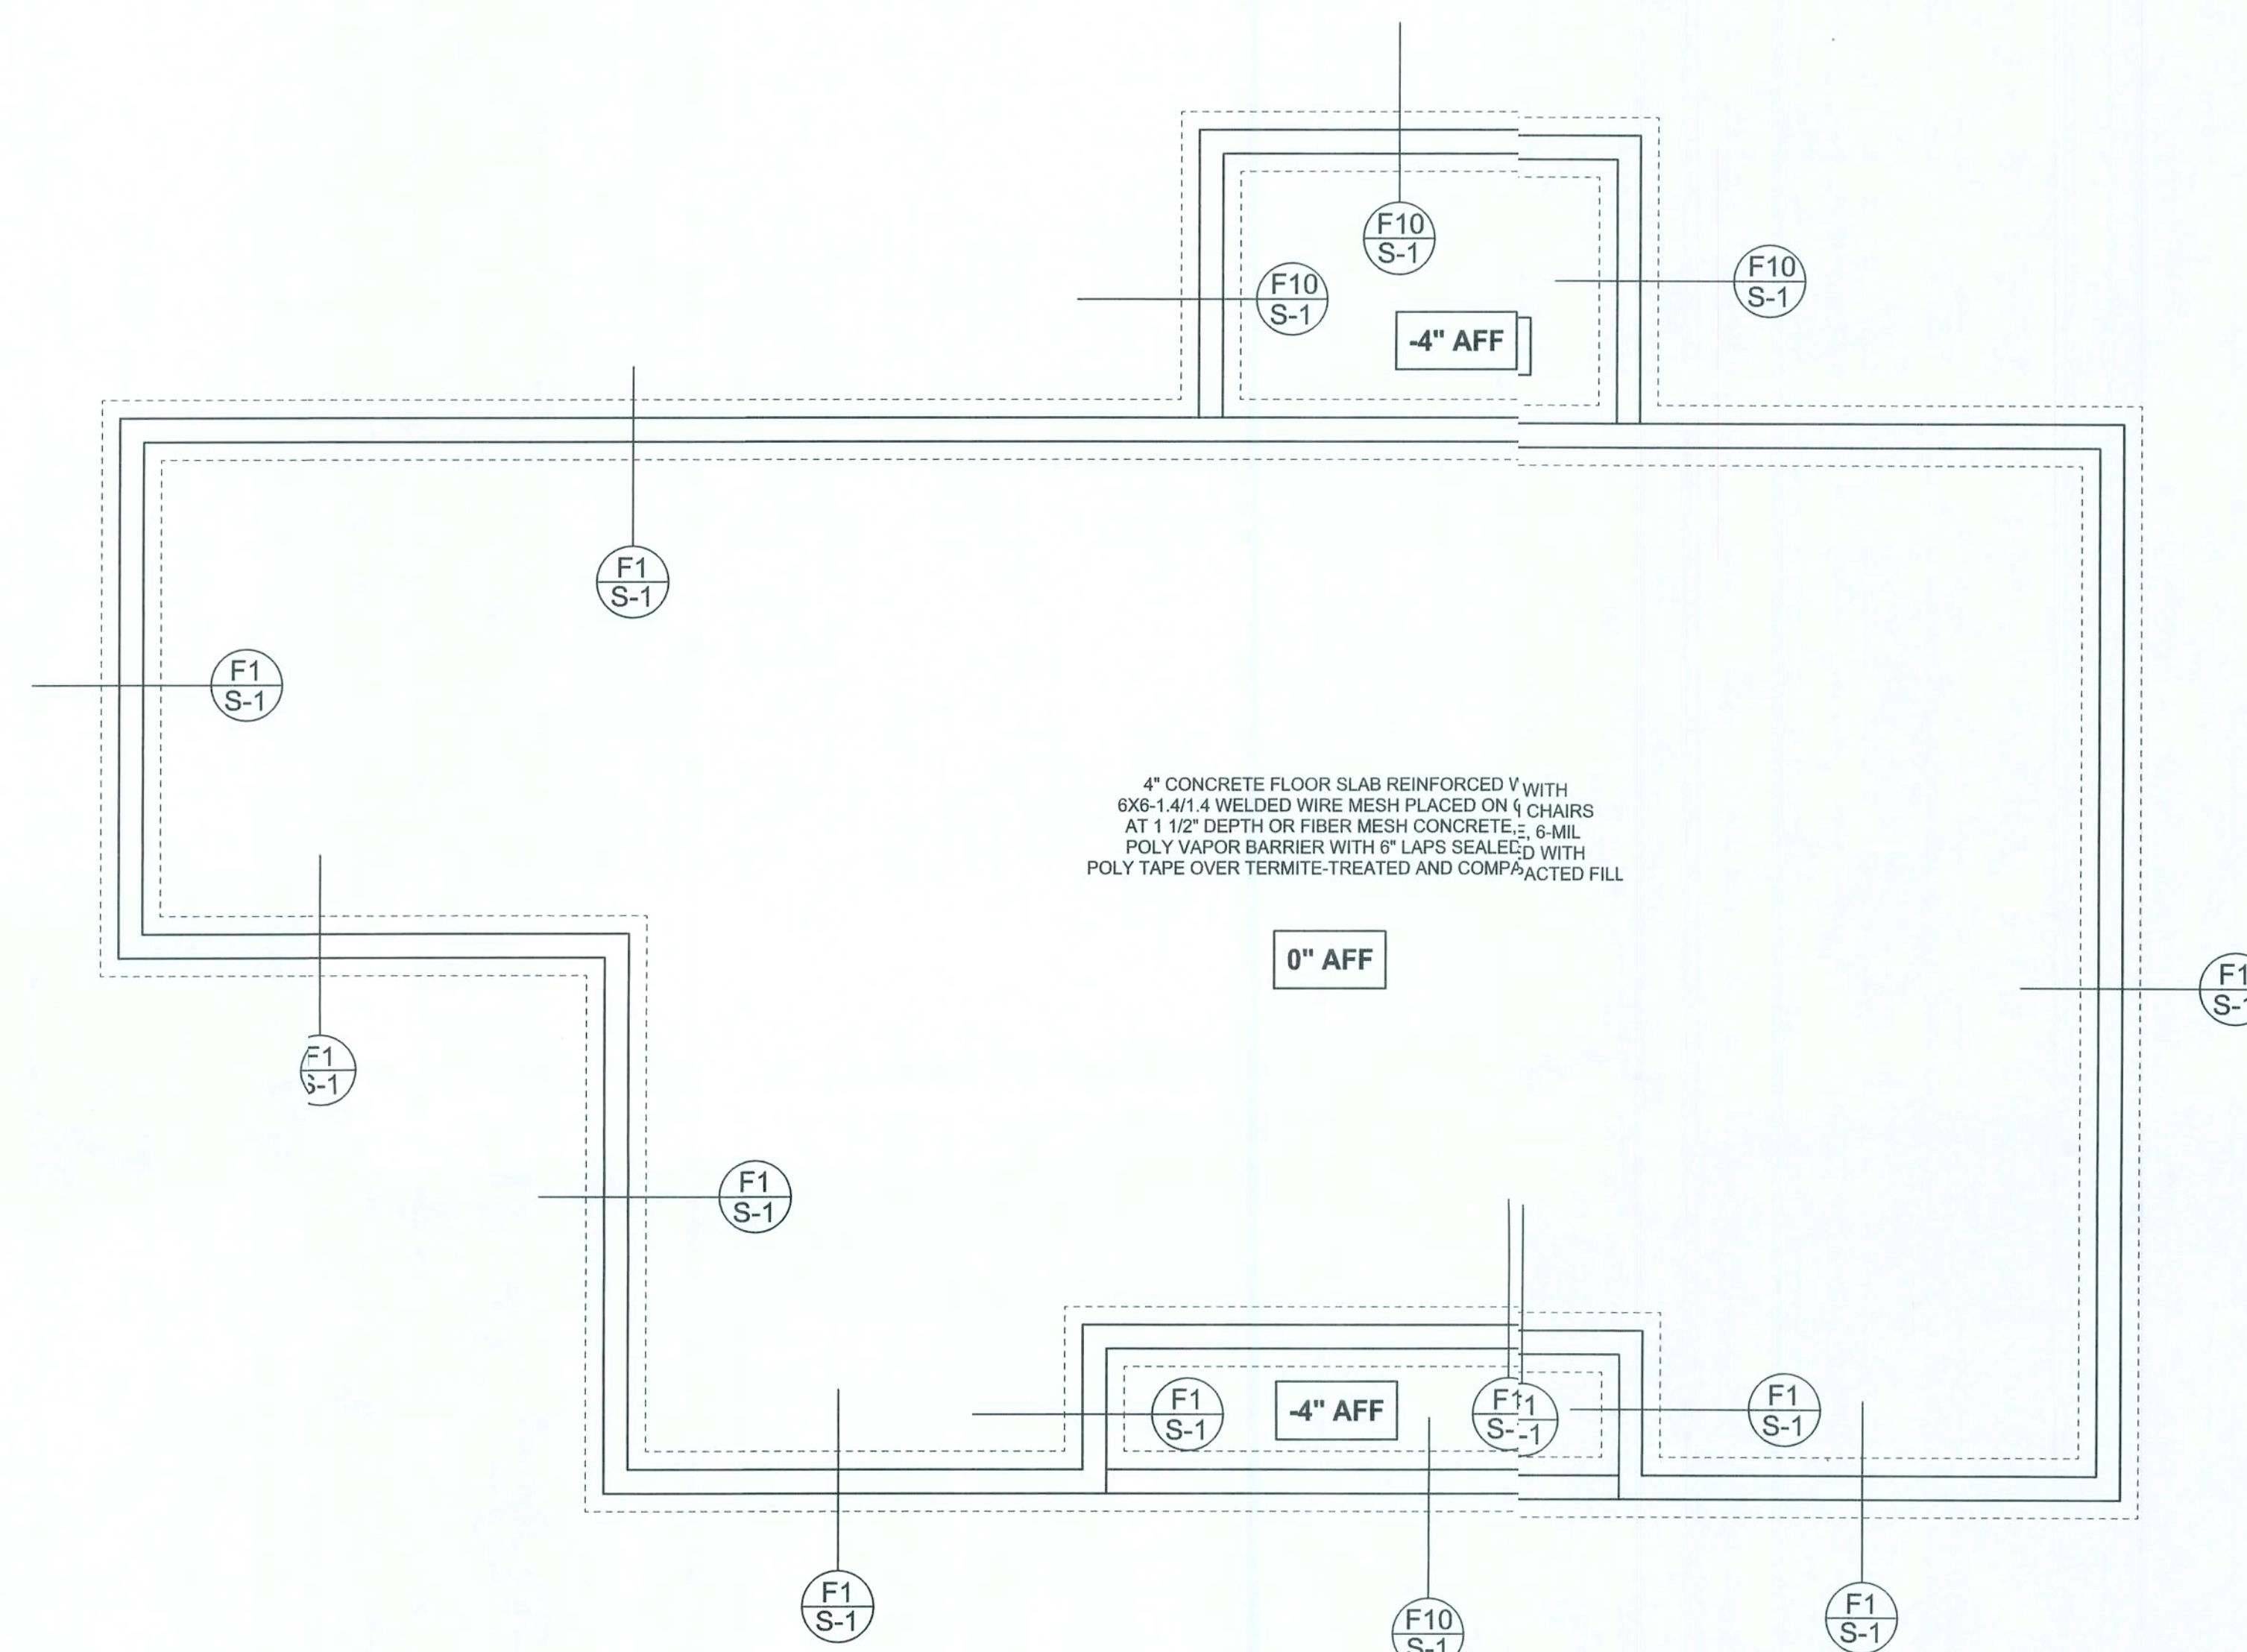 F10
S-1
F10
S-1
F10
S-1
-4" AFF
F1
S-1
F1
S-1
4" CONCRETE FLOOR SLAB REINFORCED WITH
6X6-1.4/1.4 WELDED WIRE MESH PLACED ON CHAIRS
AT 1 1/2" DEPTH OR FIBER MESH CONCRETE, 6-MIL
POLY VAPOR BARRIER WITH 6" LAPS SEALED WITH
POLY TAPE OVER TERMITE-TREATED AND COMPACTED FILL
0" AFF
F1
S-1
F1
S-1
F1
S-1
F1
S-1
-4" AFF
F1
S-1
F1
S-1
F1
S-1
F10
S-1
F1
S-1